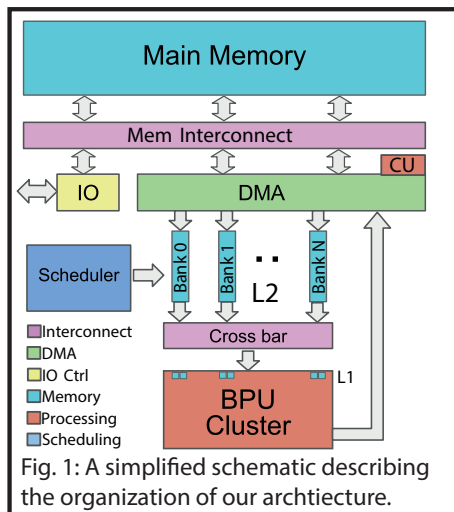 Main Memory
Mem Interconnect
CU
IO
DMA
Scheduler
Bank 0
Bank 1
..
Bank N
L2
Cross bar
Interconnect
DMA
IO Ctrl
Memory
Processing
Scheduling
L1
BPU
Cluster
Fig. 1: A simplified schematic describing
the organization of our archtiecture.